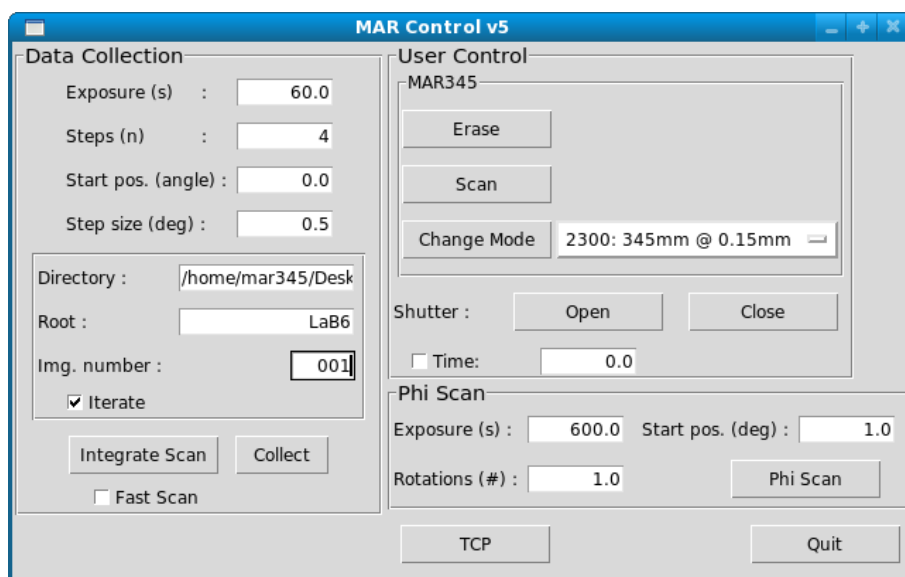 MAR Control v5
Data Collection
Exposure (s) : 60.0
Steps (n) : 4
Start pos. (angle) : 0.0
Step size (deg) : 0.5
Directory : /home/mar345/Desk
Root : LaB6
Img. number : 001
Iterate
Integrate Scan Collect
Fast Scan
User Control
MAR345
Erase
Scan
Change Mode 2300: 345mm @ 0.15mm
Shutter : Open Close
Time: 0.0
Phi Scan
Exposure (s) : 600.0 Start pos. (deg) : 1.0
Rotations (#) : 1.0 Phi Scan
TCP Quit